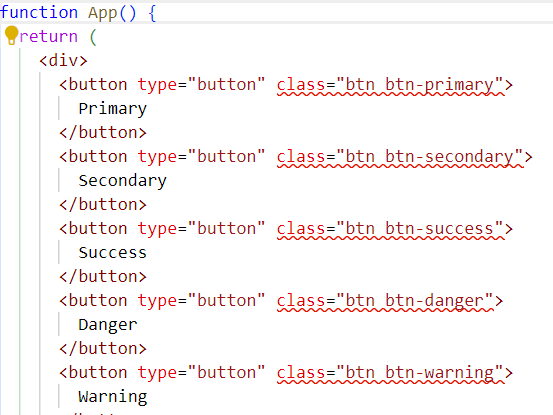 function App() {
return (
<div>
<button type="button" class="btn btn-primary">
Primary
</button>
<button type="button" class="btn btn-secondary">
Secondary
</button>
<button type="button" class="btn btn-success">
Success
</button>
<button type="button" class="btn btn-danger">
Danger
</button>
<button type="button" class="btn btn-warning">
Warning